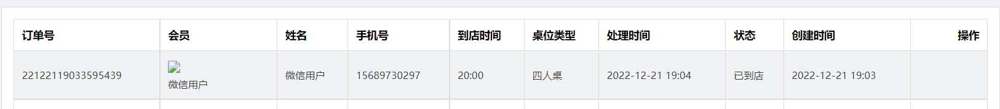 订单号 会员 姓名 手机号 到店时间 桌位类型 处理时间 状态 创建时间 操作
22122119033595439 微信用户 微信用户 15689730297 20:00 四人桌 2022-12-21 19:04 已到店 2022-12-21 19:03